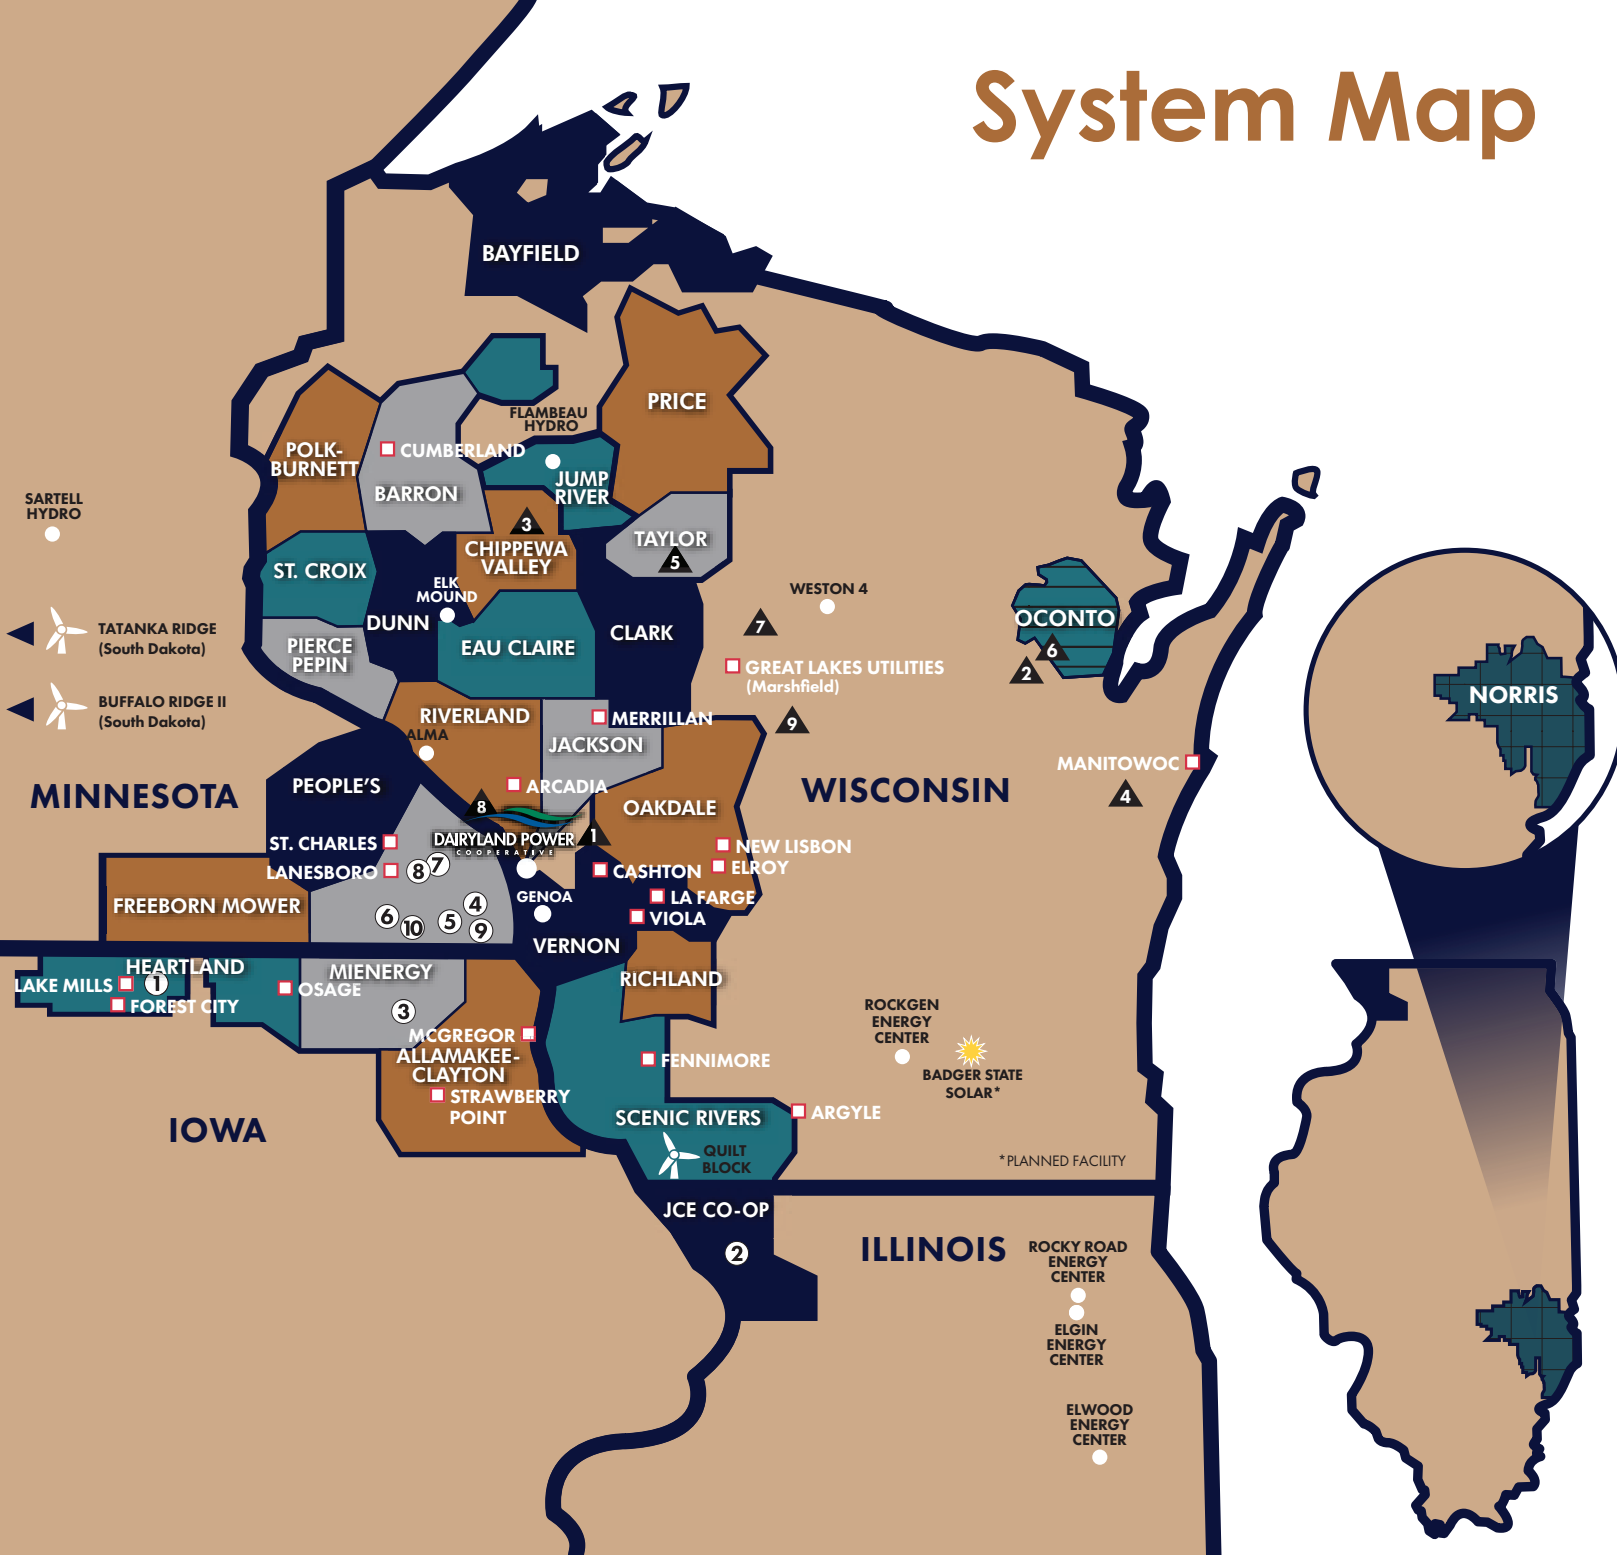 System Map
BAYFIELD
PRICE
FLAMBEAU
HYDRO
POLK-
BURNETT
CUMBERLAND
BARRON
JUMP
RIVER
SARTELL
HYDRO
3
CHIPPEWA
VALLEY
TAYLOR
5
ST. CROIX
ELK
MOUND
WESTON 4
DUNN
EAU CLAIRE
CLARK
7
OCONTO
6
2
TATANKA RIDGE
(South Dakota)
PIERCE
PEPIN
GREAT LAKES UTILITIES
(Marshfield)
NORRIS
BUFFALO RIDGE II
(South Dakota)
RIVERLAND
ALMA
MERRILLAN
JACKSON
9
MINNESOTA
PEOPLE'S
ARCADIA
8
OAKDALE
WISCONSIN
MANITOWOC
4
DAIRYLAND POWER
COOPERATIVE
1
ST. CHARLES
LANESBORO
8
7
NEW LISBON
ELROY
CASHTON
GENOA
LA FARGE
VIOLA
FREEBORN MOWER
6
10
5
4
9
VERNON
HEARTLAND
LAKE MILLS
1
FOREST CITY
OSAGE
MIENERGY
3
RICHLAND
MCGREGOR
ALLAMAKEE-
CLAYTON
STRAWBERRY
POINT
FENNIMORE
ROCKGEN
ENERGY
CENTER
BADGER STATE
SOLAR*
IOWA
SCENIC RIVERS
QUILT
BLOCK
ARGYLE
*PLANNED FACILITY
JCE CO-OP
2
ILLINOIS
ROCKY ROAD
ENERGY
CENTER
ELGIN
ENERGY
CENTER
ELWOOD
ENERGY
CENTER